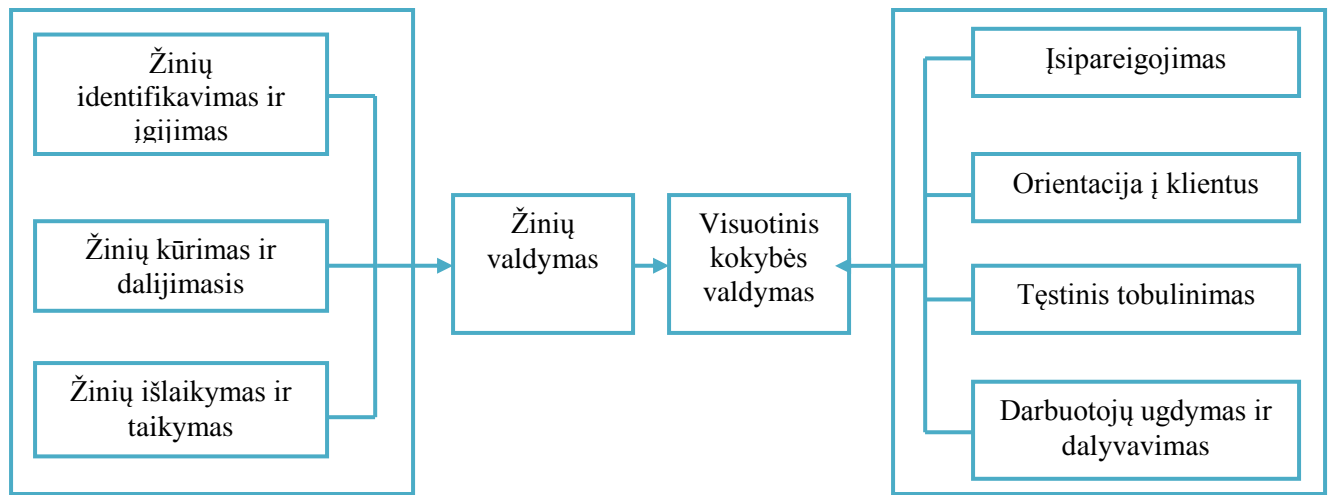 Žinių
identifikavimas ir
įgijimas
Žinių kūrimas ir
dalijimasis
Žinių išlaikymas ir
taikymas
Žinių
valdymas
Visuotinis
kokybės
valdymas
Įsipareigojimas
Orientacija į klientus
Tęstinis tobulinimas
Darbuotojų ugdymas ir
dalyvavimas